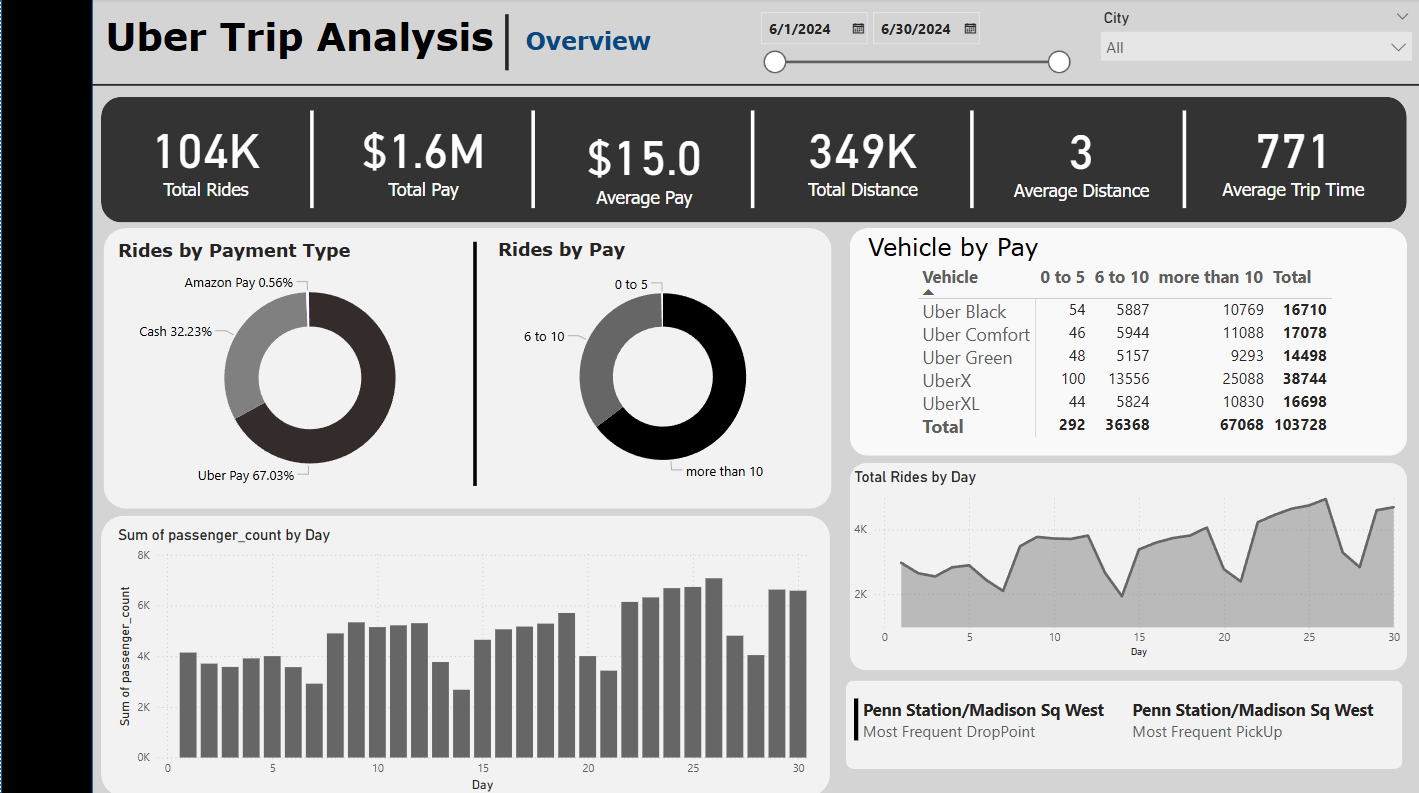 Uber Trip Analysis
Overview
6/1/2024
6/30/2024
City
All
104K
Total Rides
$1.6M
Total Pay
$15.0
Average Pay
349K
Total Distance
3
Average Distance
771
Average Trip Time
Rides by Payment Type
Amazon Pay 0.56%
Cash 32.23%
Uber Pay 67.03%
Rides by Pay
0 to 5
6 to 10
more than 10
Vehicle by Pay
Vehicle 0 to 5 6 to 10 more than 10 Total
Uber Black 54 5887 10769 16710
Uber Comfort 46 5944 11088 17078
Uber Green 48 5157 9293 14498
UberX 100 13556 25088 38744
UberXL 44 5824 10830 16698
Total 292 36368 67068 103728
Sum of passenger_count by Day
Sum of passenger_count
8K
6K
4K
2K
0K
0 5 10 15 20 25 30
Day
Total Rides by Day
4K
2K
0 5 10 15 20 25 30
Day
Penn Station/Madison Sq West
Most Frequent DropPoint
Penn Station/Madison Sq West
Most Frequent PickUp